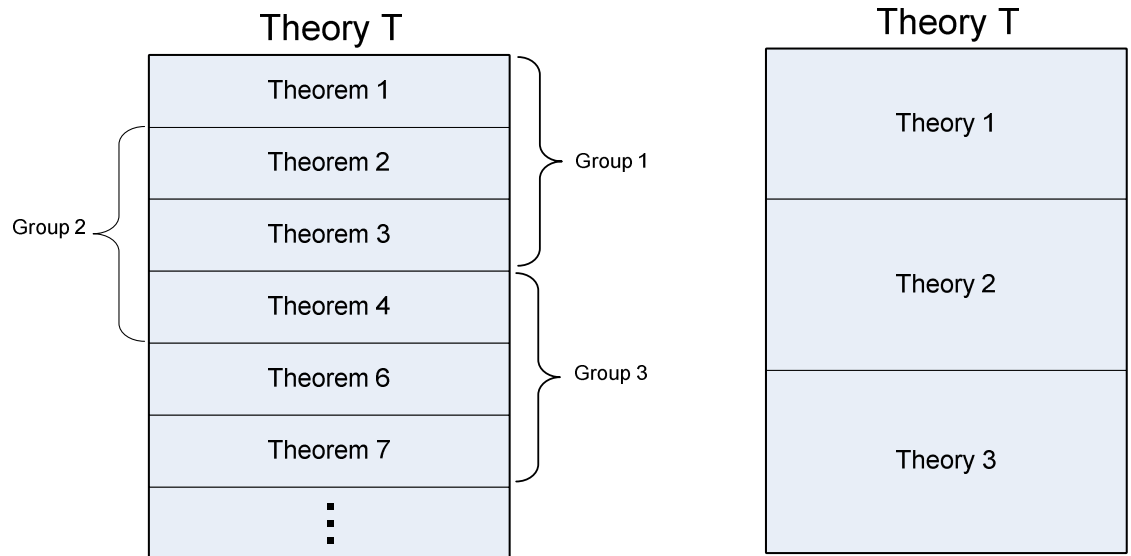 Theory T
Theorem 1
Theorem 2
Theorem 3
Theorem 4
Theorem 6
Theorem 7
Group 1
Group 2
Group 3
Theory T
Theory 1
Theory 2
Theory 3